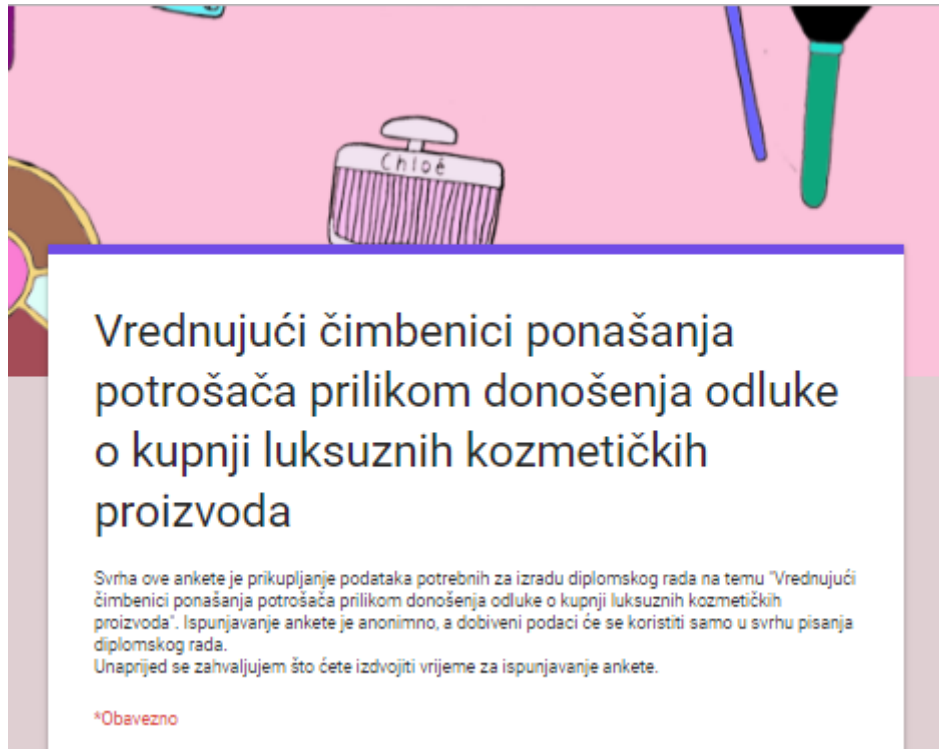 Chloé
Vrednujući čimbenici ponašanja
potrošača prilikom donošenja odluke
o kupnji luksuznih kozmetičkih
proizvoda
Svrha ove ankete je prikupljanje podataka potrebnih za izradu diplomskog rada na temu "Vrednujući
čimbenici ponašanja potrošača prilikom donošenja odluke o kupnji luksuznih kozmetičkih
proizvoda". Ispunjavanje ankete je anonimno, a dobiveni podaci će se koristiti samo u svrhu pisanja
diplomskog rada.
Unaprijed se zahvaljujem što ćete izdvojiti vrijeme za ispunjavanje ankete.
*Obavezno